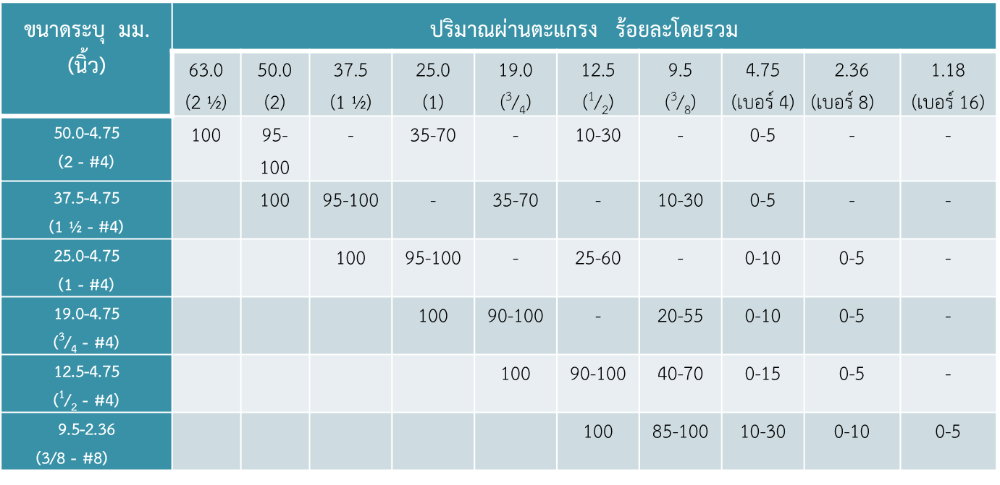 ขนาดระบุ มม. ปริมาณผ่านตะแกรง ร้อยละโดยรวม
(นิ้ว)
63.0 50.0 37.5 25.0 19.0 12.5 9.5 4.75 2.36 1.18
(2 ½) (2) (1 ½) (1) (3/4) (1/2) (3/8) (เบอร์ 4) (เบอร์ 8) (เบอร์ 16)
50.0-4.75 100 95- - 35-70 - 10-30 - 0-5 - -
(2 - #4) 100
37.5-4.75 100 95-100 - 35-70 - 10-30 0-5 - -
(1 ½ - #4)
25.0-4.75 100 95-100 - 25-60 - 0-10 0-5 -
(1 - #4)
19.0-4.75 100 90-100 - 20-55 0-10 0-5 -
(3/4 - #4)
12.5-4.75 100 90-100 40-70 0-15 0-5 -
(1/2 - #4)
9.5-2.36 100 85-100 10-30 0-10 0-5
(3/8 - #8)